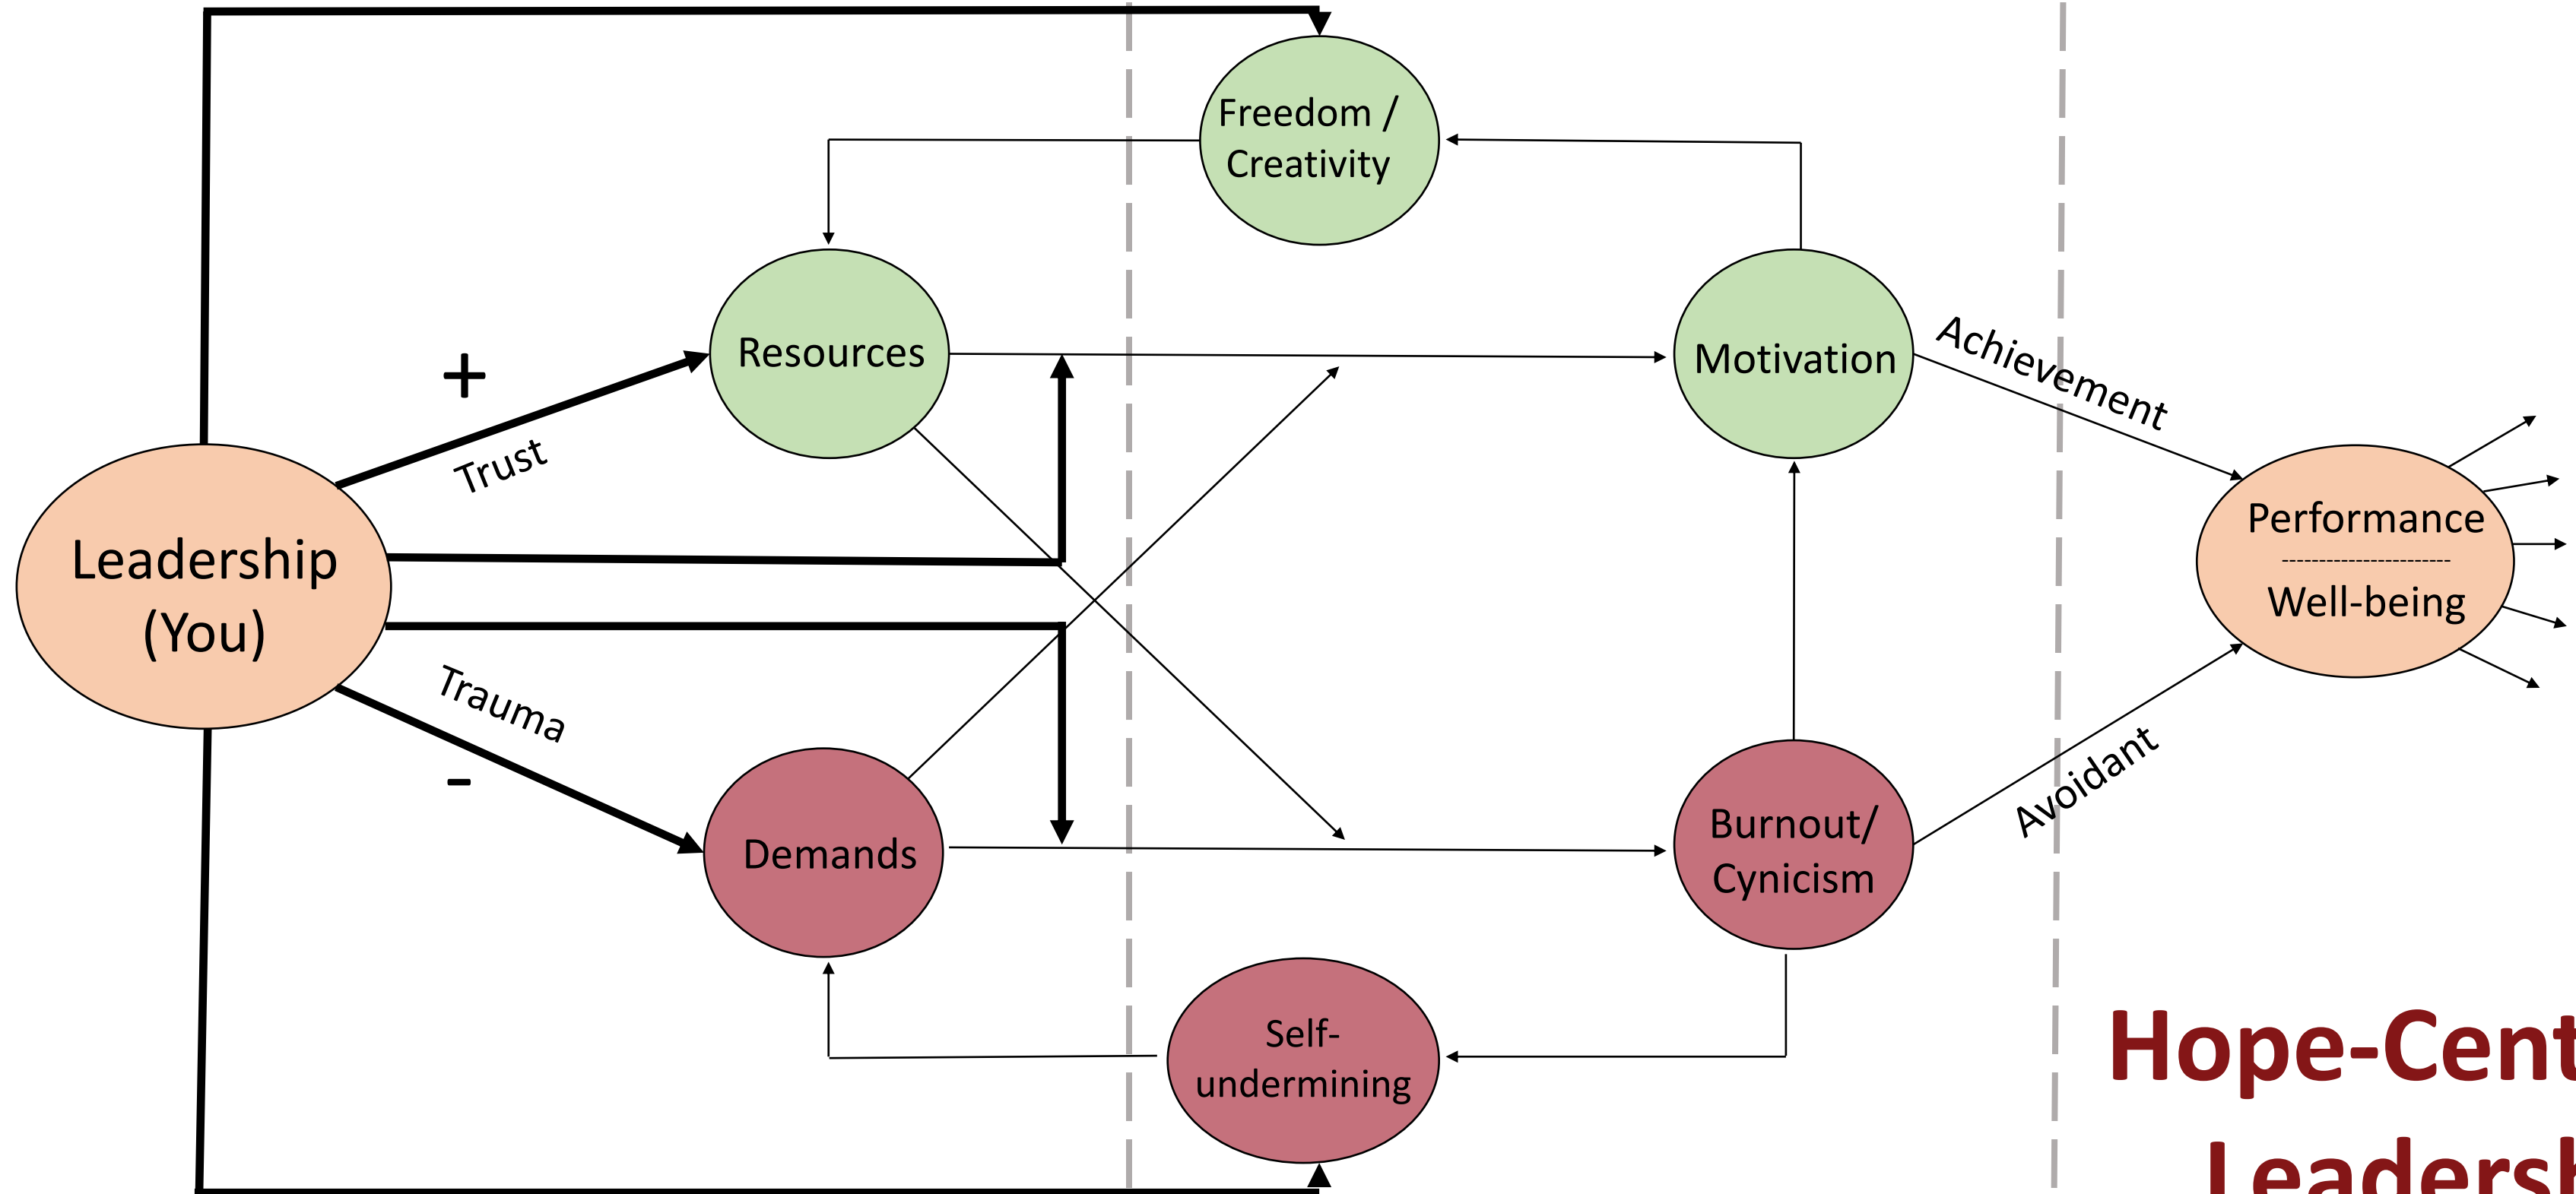 Freedom /
Creativity
Resources
Motivation
Achievement
+
Trust
Leadership
(You)
Performance
-----------------------
Well-being
Trauma
-
Demands
Burnout/
Cynicism
Avoidant
Self-
undermining
Hope-Cent
Leadersh